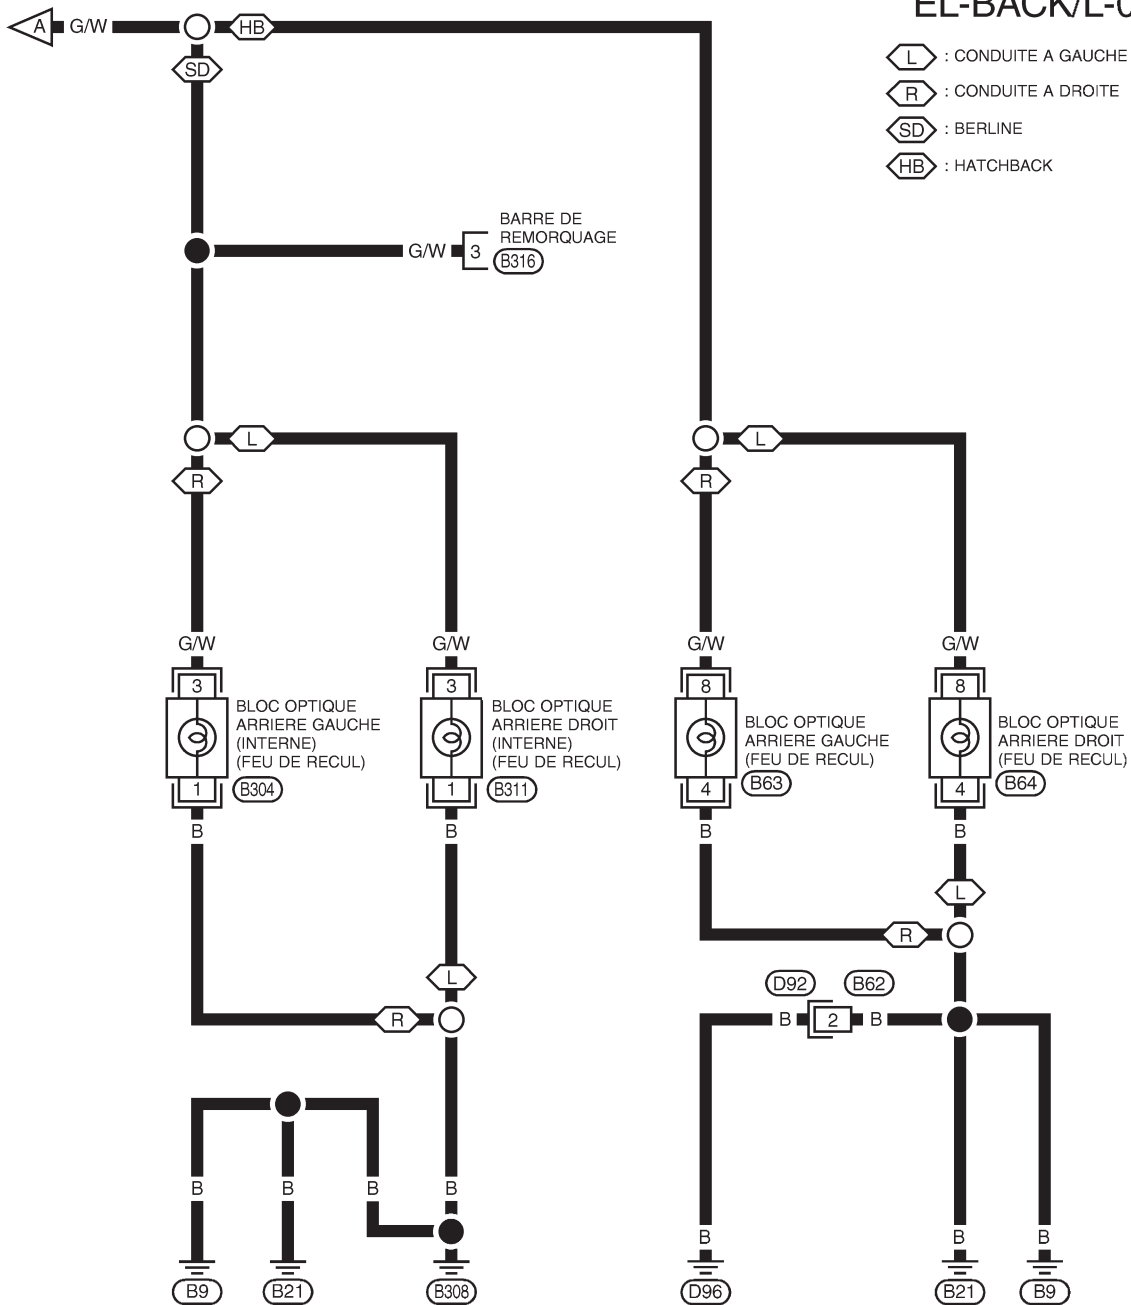 EL-BACK/L-0
A G/W HB
SD
L : CONDUITE A GAUCHE
R : CONDUITE A DROITE
SD : BERLINE
HB : HATCHBACK
G/W 3
BARRE DE
REMORQUAGE
B316
L
R
L
R
G/W
G/W
G/W
G/W
3
BLOC OPTIQUE
ARRIERE GAUCHE
(INTERNE)
(FEU DE RECUL)
1
B304
3
BLOC OPTIQUE
ARRIERE DROIT
(INTERNE)
(FEU DE RECUL)
1
B311
8
BLOC OPTIQUE
ARRIERE GAUCHE
(FEU DE RECUL)
4
B63
8
BLOC OPTIQUE
ARRIERE DROIT
(FEU DE RECUL)
4
B64
B
B
B
B
L
R
L
R
D92
B62
B 2 B
B
B
B
B
B
B
B
B9
B21
B308
D96
B21
B9